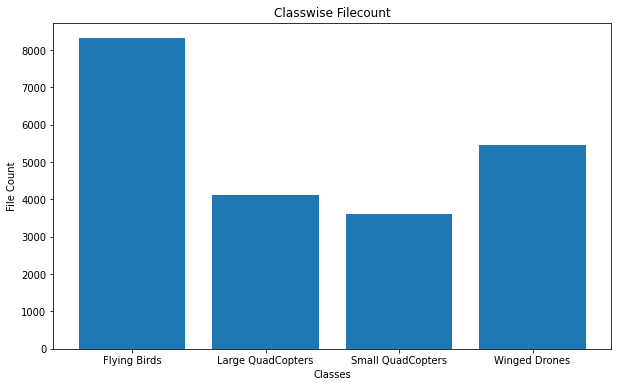 Classwise Filecount
8000
7000
6000
5000
4000
3000
2000
1000
0
File Count
Flying Birds Large QuadCopters Small QuadCopters Winged Drones
Classes